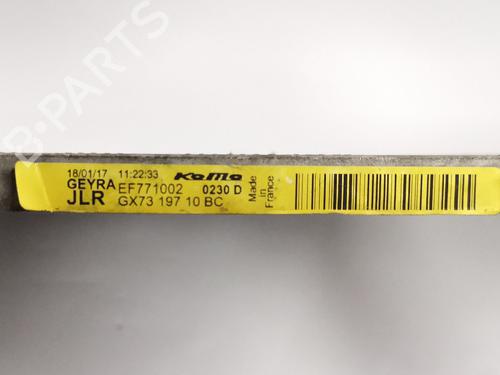 B-PARTS
18/01/17 11:22:33
GEYRA EF771002 0230 D
JLR GX73 197 10 BC
Made in France